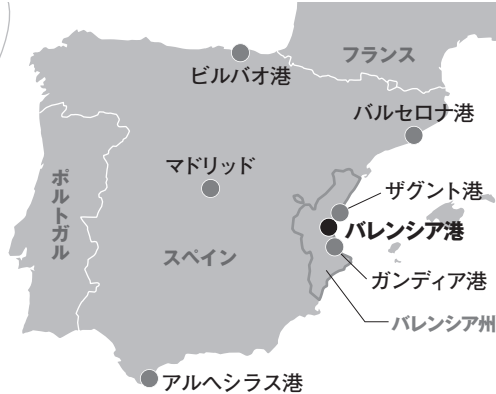 フランス
ビルバオ港
バルセロナ港
マドリッド
ザグント港
ポルトガル
バレンシア港
スペイン
ガンディア港
バレンシア州
アルヘシラス港